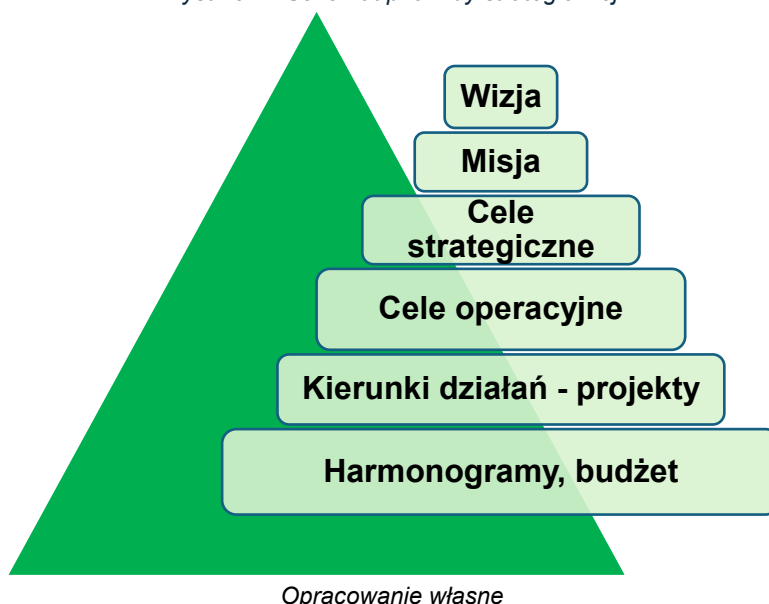 Wizja
Misja
Cele
strategiczne
Cele operacyjne
Kierunki działań - projekty
Harmonogramy, budżet
Opracowanie własne